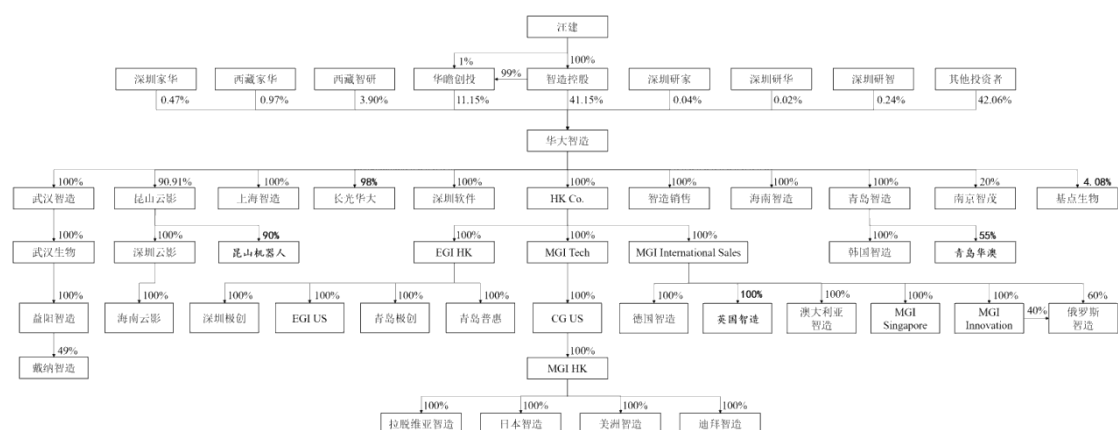 汪建
1%
100%
深圳家华
西藏家华
西藏智研
华瞻创投
99%
智造控股
深圳研家
深圳研华
深圳研智
其他投资者
0.47%
0.97%
3.90%
11.15%
41.15%
0.04%
0.02%
0.24%
42.06%
华大智造
100%
90.91%
100%
98%
100%
100%
100%
100%
100%
20%
4.08%
武汉智造
昆山云影
上海智造
长光华大
深圳软件
HK Co.
智造销售
海南智造
青岛智造
南京智茂
基点生物
100%
100%
90%
100%
100%
100%
100%
55%
武汉生物
深圳云影
昆山机器人
EGI HK
MGI Tech
MGI International Sales
韩国智造
青岛华澳
100%
100%
100%
100%
100%
100%
100%
100%
100%
100%
100%
100%
60%
益阳智造
海南云影
深圳极创
EGI US
青岛极创
青岛普惠
CG US
德国智造
英国智造
澳大利亚
智造
MGI
Singapore
MGI
Innovation
40%
俄罗斯
智造
49%
100%
戴纳智造
MGI HK
100%
100%
100%
100%
拉脱维亚智造
日本智造
美洲智造
迪拜智造